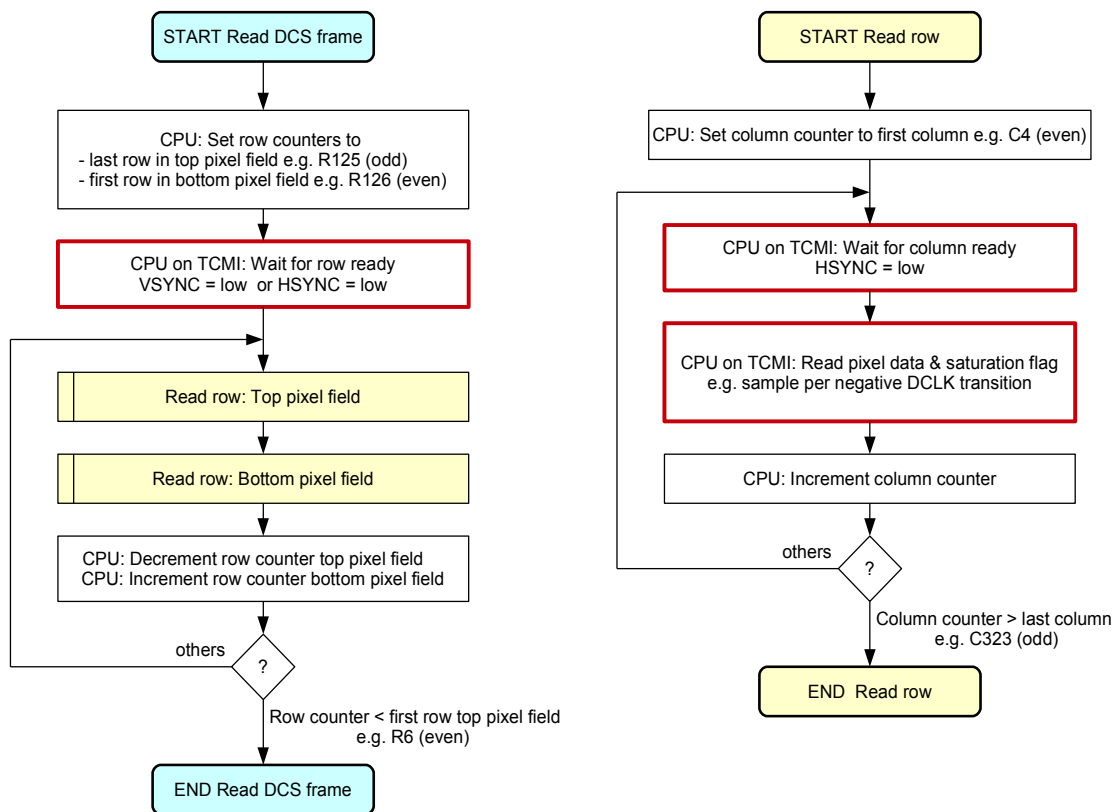 START Read DCS frame
CPU: Set row counters to
- last row in top pixel field e.g. R125 (odd)
- first row in bottom pixel field e.g. R126 (even)
CPU on TCMI: Wait for row ready
VSYNC = low or HSYNC = low
Read row: Top pixel field
Read row: Bottom pixel field
CPU: Decrement row counter top pixel field
CPU: Increment row counter bottom pixel field
others
?
Row counter < first row top pixel field
e.g. R6 (even)
END Read DCS frame
START Read row
CPU: Set column counter to first column e.g. C4 (even)
CPU on TCMI: Wait for column ready
HSYNC = low
CPU on TCMI: Read pixel data & saturation flag
e.g. sample per negative DCLK transition
CPU: Increment column counter
others
?
Column counter > last column
e.g. C323 (odd)
END Read row